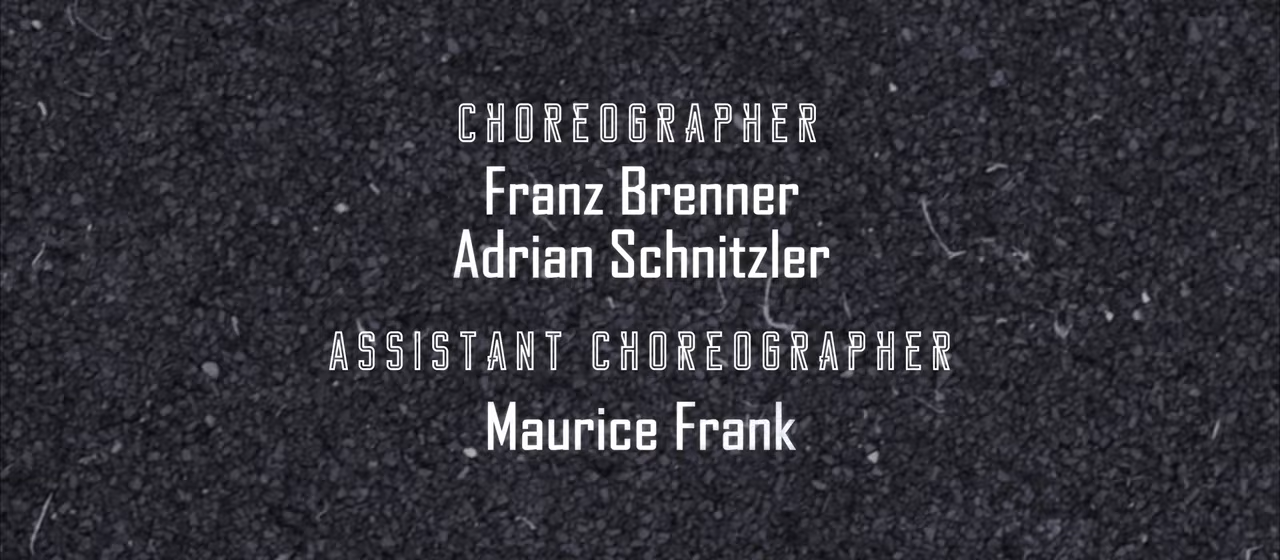 CHOREOGRAPHER
Franz Brenner
Adrian Schnitzler
ASSISTANT CHOREOGRAPHER
Maurice Frank